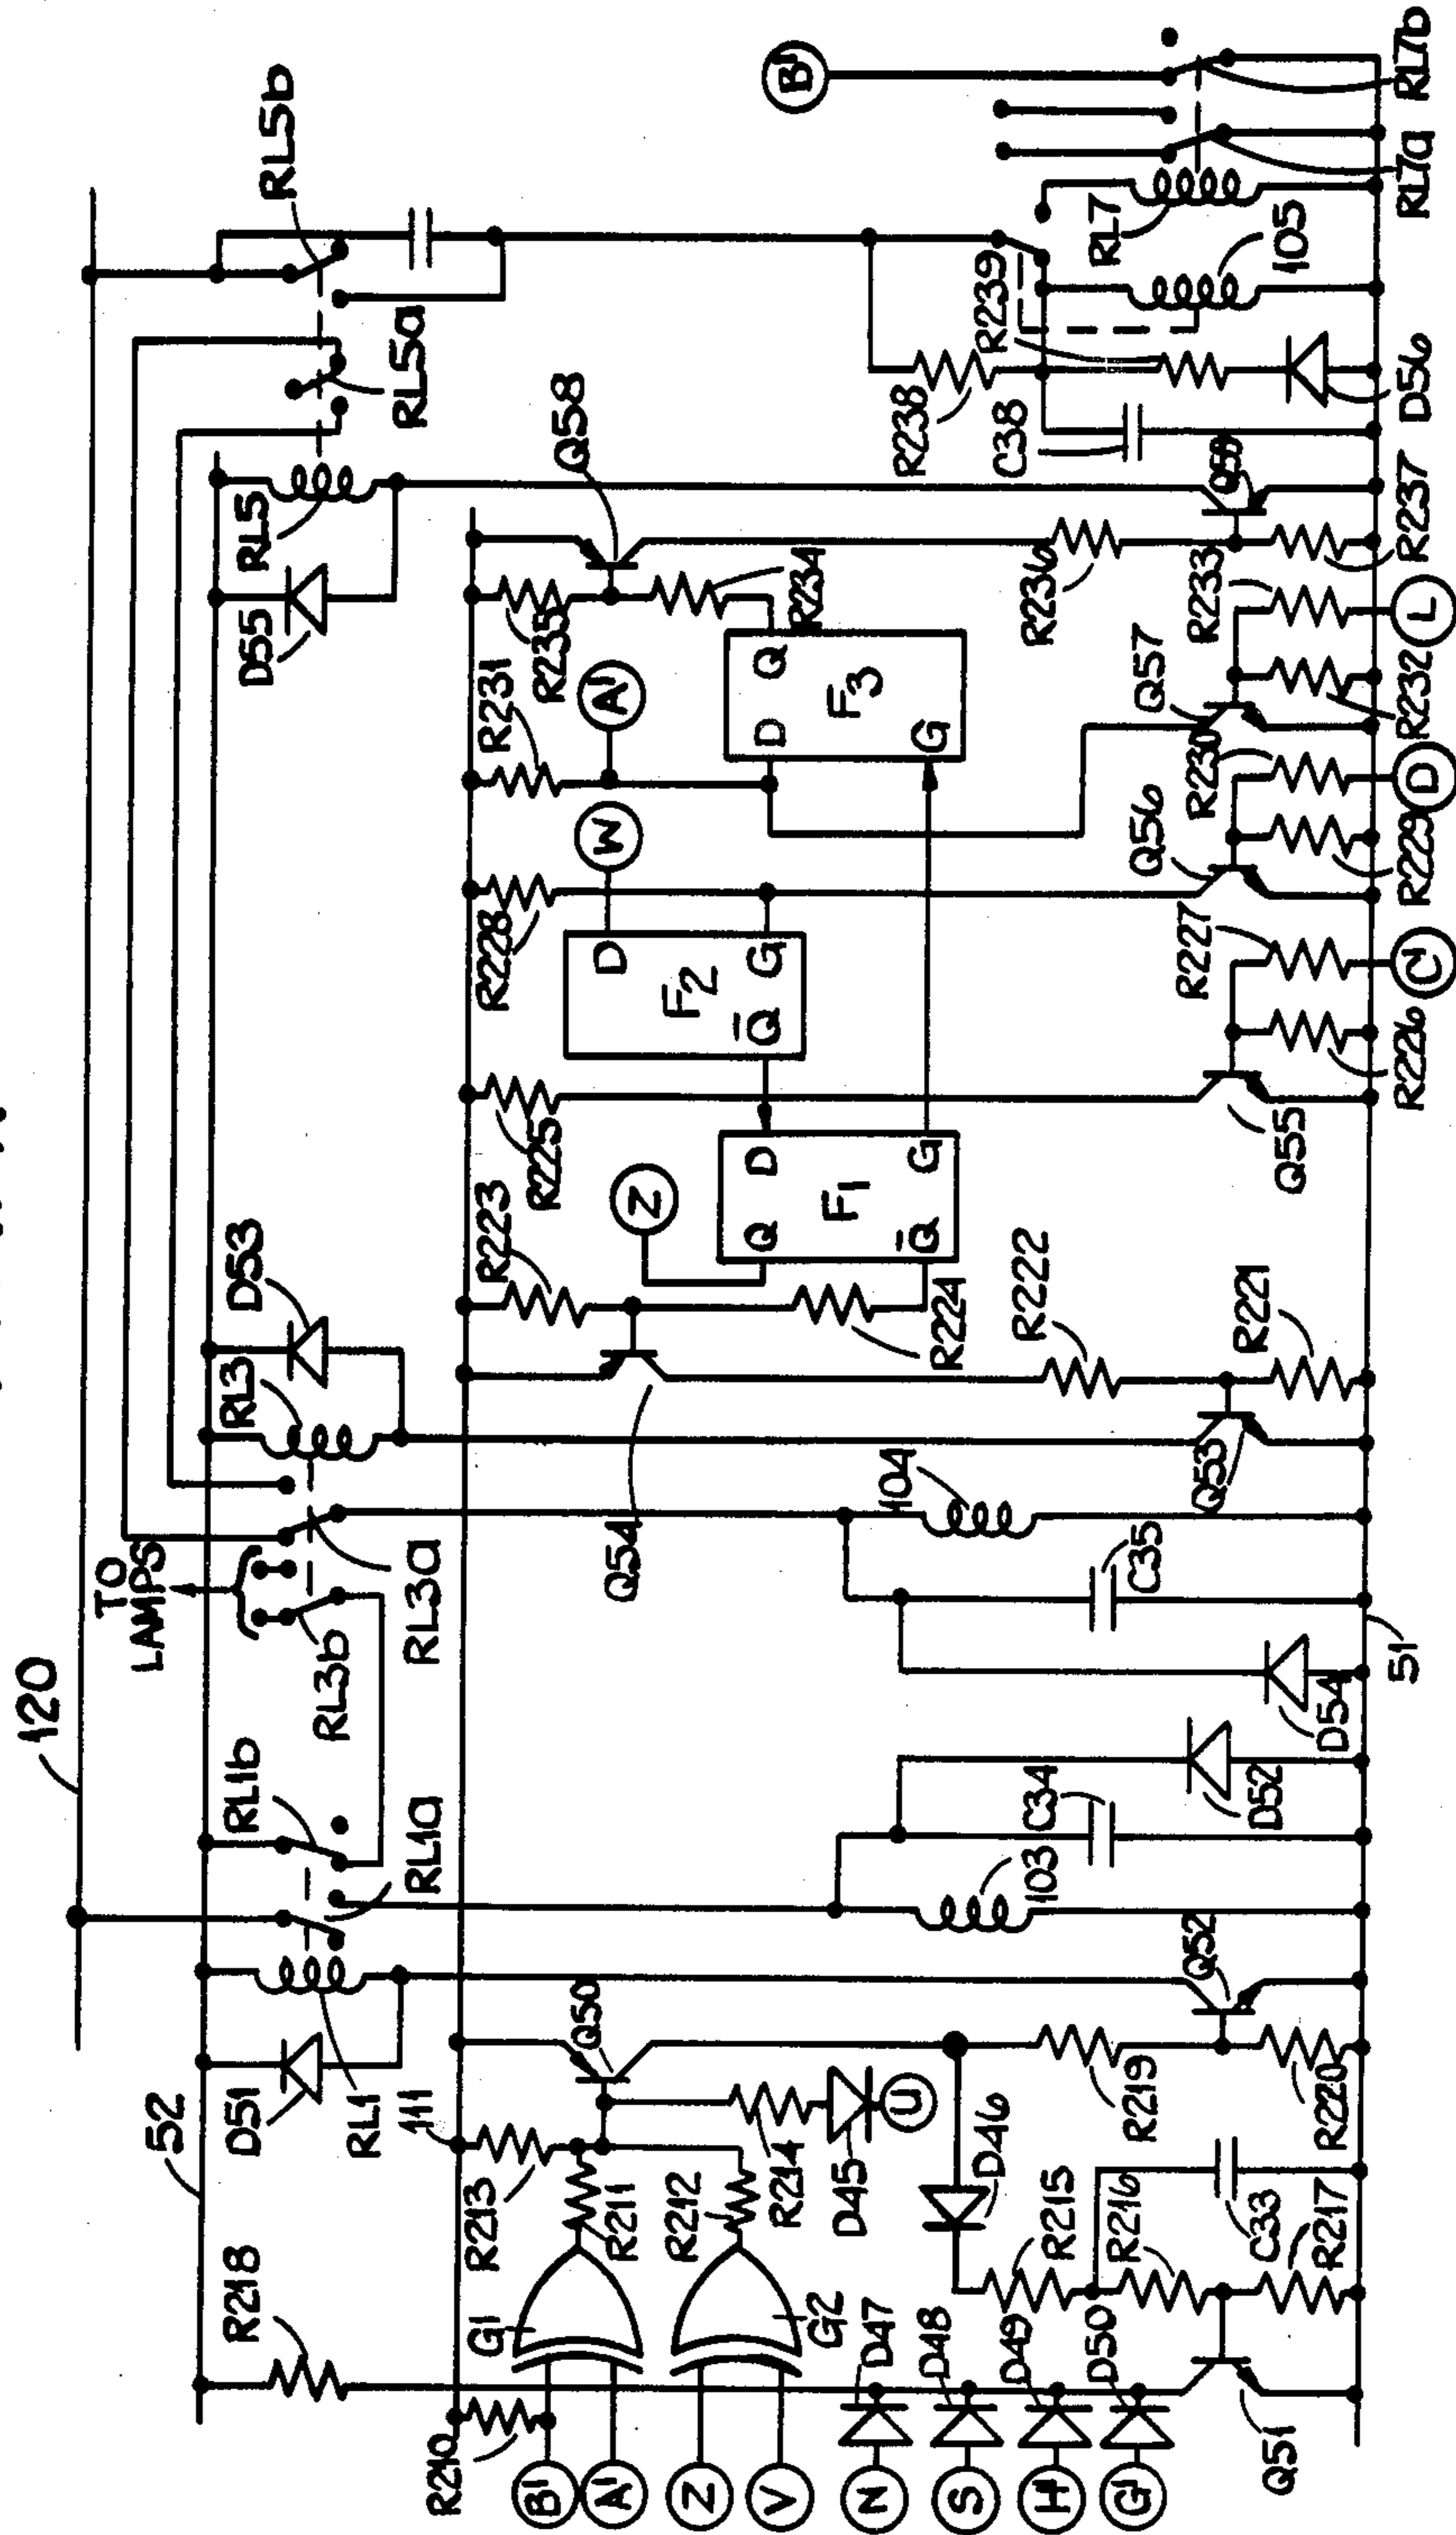 120
TO
LAMPS
RL5b
RL5a
RL1b
RL1a
RL3b
RL3a
RL3
D53
RL5
D55
52
D51
RL1
111
R218
R213
Q50
Q54
R223
R225
R228
R231
R235
Q58
Z
W
A'
B'
D
Q
F1
G
Q̄
D
F2
G
Q̄
D
Q
F3
G
R234
R224
R222
R221
R236
R238
R239
C38
RL7
105
D56
RL7a
RL7b
R210
G1
R211
R212
R214
D45
U
G2
D46
B'
A'
Z
V
N
S
H'
G'
D47
D48
D49
D50
R215
R216
C33
R217
R219
R220
Q51
Q52
103
C34
D52
D54
C35
104
51
Q53
Q55
R226
R227
C
Q56
R229
R230
D
Q57
R232
R233
L
R237